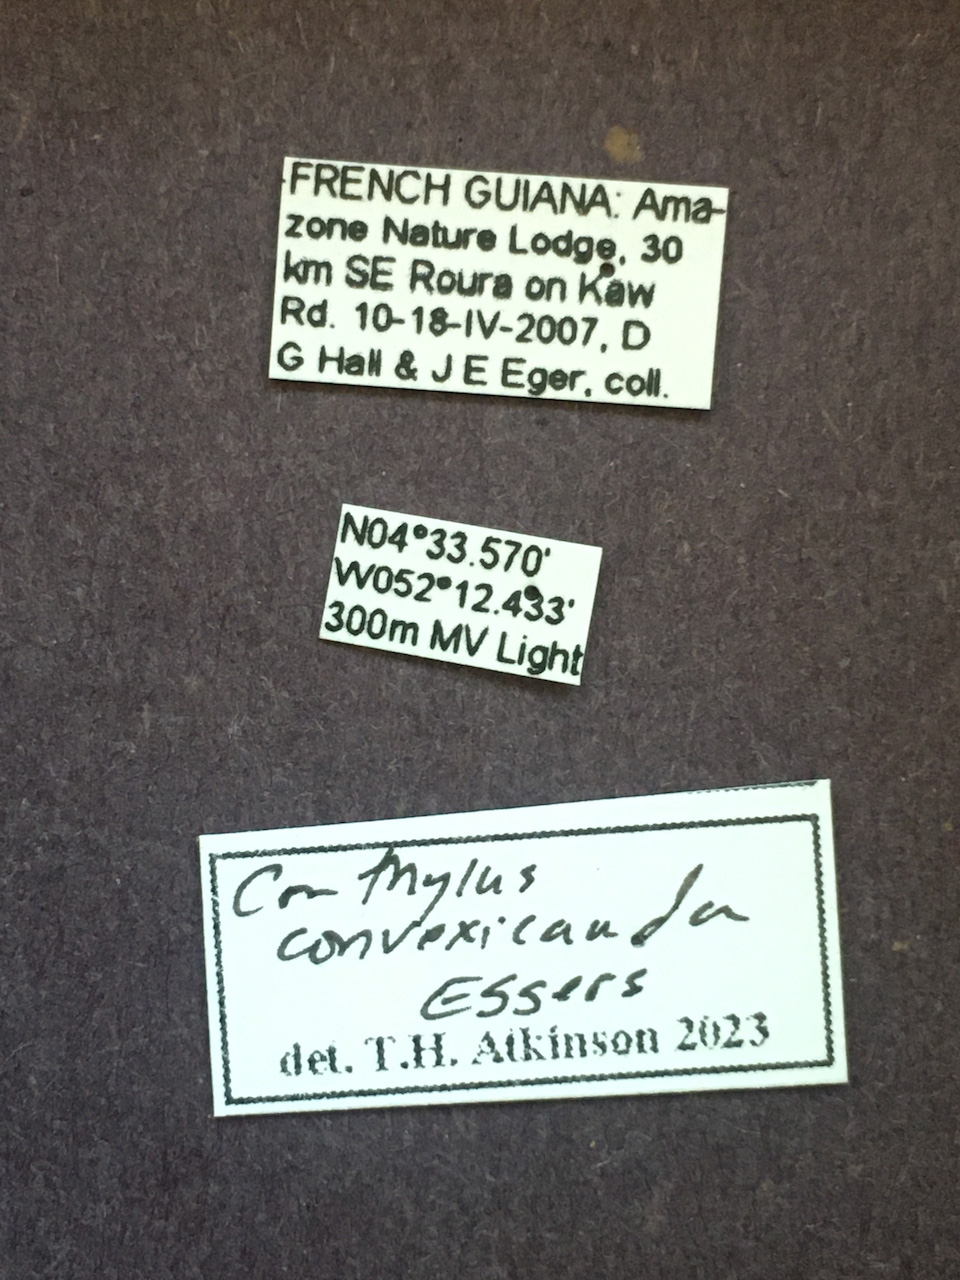 FRENCH GUIANA: Ama-
zone Nature Lodge, 30
km SE Roura on Kaw
Rd. 10-18-IV-2007, D
G Hall & J E Eger, coll.
N04°33.570'
W052°12.433'
300m MV Light
Corthylus
convexicauda
Eggers
det. T.H. Atkinson 2023